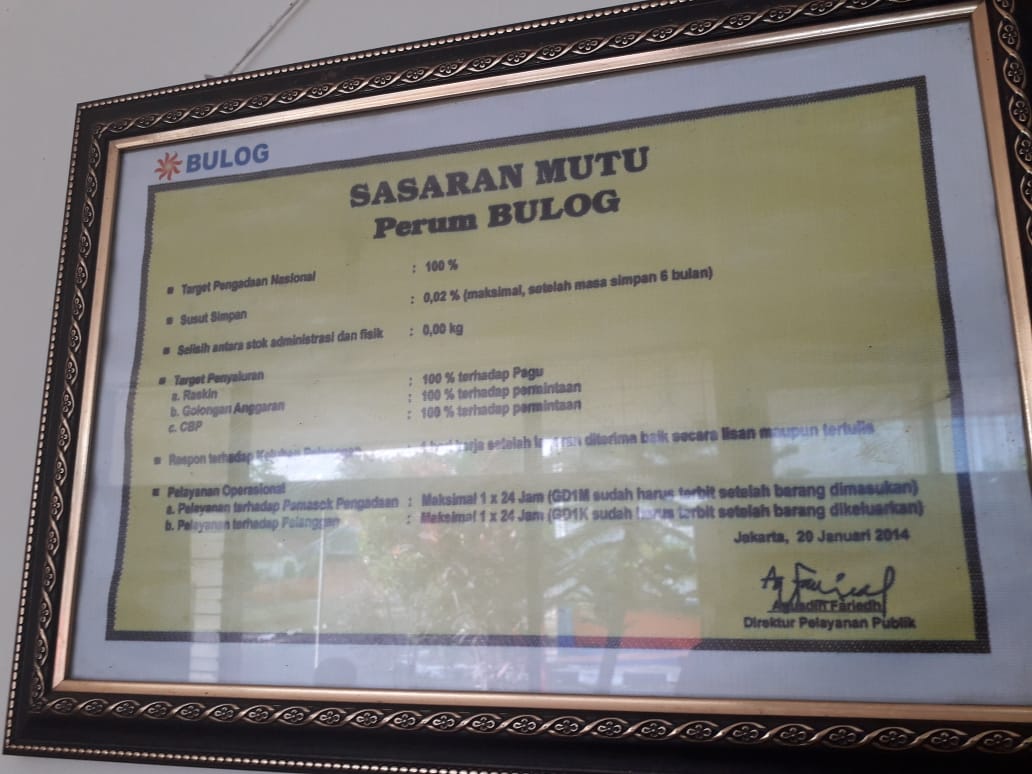 BULOG
SASARAN MUTU
Perum BULOG
▪ Target Pengadaan Nasional : 100 %
▪ Susut Simpan : 0,02 % (maksimal, setelah masa simpan 6 bulan)
▪ Selisih antara stok administrasi dan fisik : 0,00 kg
▪ Target Penyaluran
a. Raskin : 100 % terhadap Pagu
b. Golongan Anggaran : 100 % terhadap permintaan
c. CBP : 100 % terhadap permintaan
▪ Respon terhadap Keluhan Pelanggan : 1 hari kerja setelah laporan diterima baik secara lisan maupun tertulis
▪ Pelayanan Operasional
a. Pelayanan terhadap Pemasok Pengadaan : Maksimal 1 x 24 Jam (GD1M sudah harus terbit setelah barang dimasukan)
b. Pelayanan terhadap Pelanggan : Maksimal 1 x 24 Jam (GD1K sudah harus terbit setelah barang dikeluarkan)
Jakarta, 20 Januari 2014
Agusdin Fariedh
Direktur Pelayanan Publik